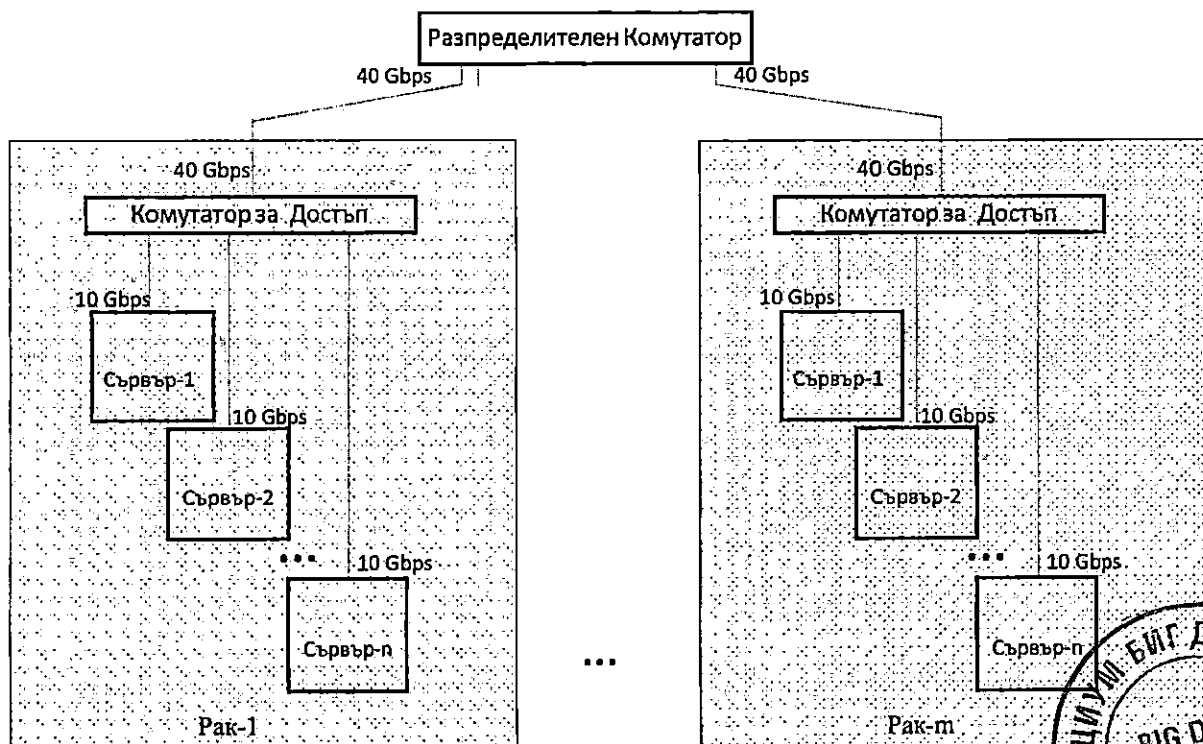 Разпределителен Комутатор
40 Gbps
40 Gbps
40 Gbps
Комутатор за Достъп
10 Gbps
Сървър-1
10 Gbps
Сървър-2
...
10 Gbps
Сървър-n
Рак-1
...
40 Gbps
Комутатор за Достъп
10 Gbps
Сървър-1
10 Gbps
Сървър-2
...
10 Gbps
Сървър-n
Рак-m
БИГ Д
BIG D